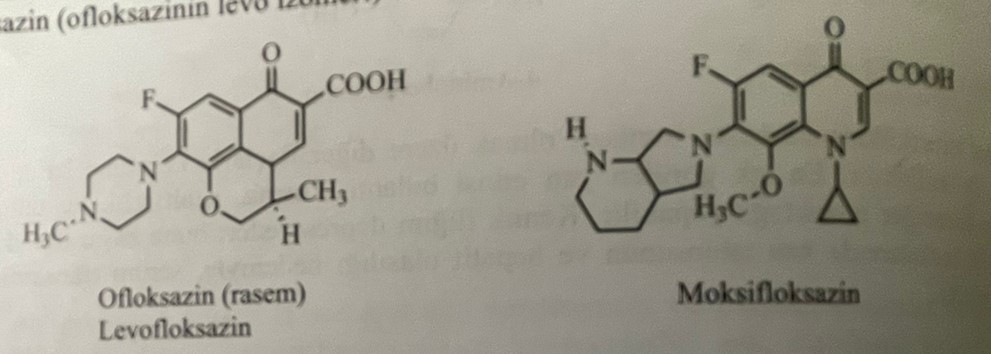 azin (ofloksazinin levo izomeri)
O
F
COOH
N
N
H₃C
O
CH₃
H
Ofloksazin (rasem)
Levofloksazin
O
F
COOH
H
N
N
N
O
H₃C
Moksifloksazin